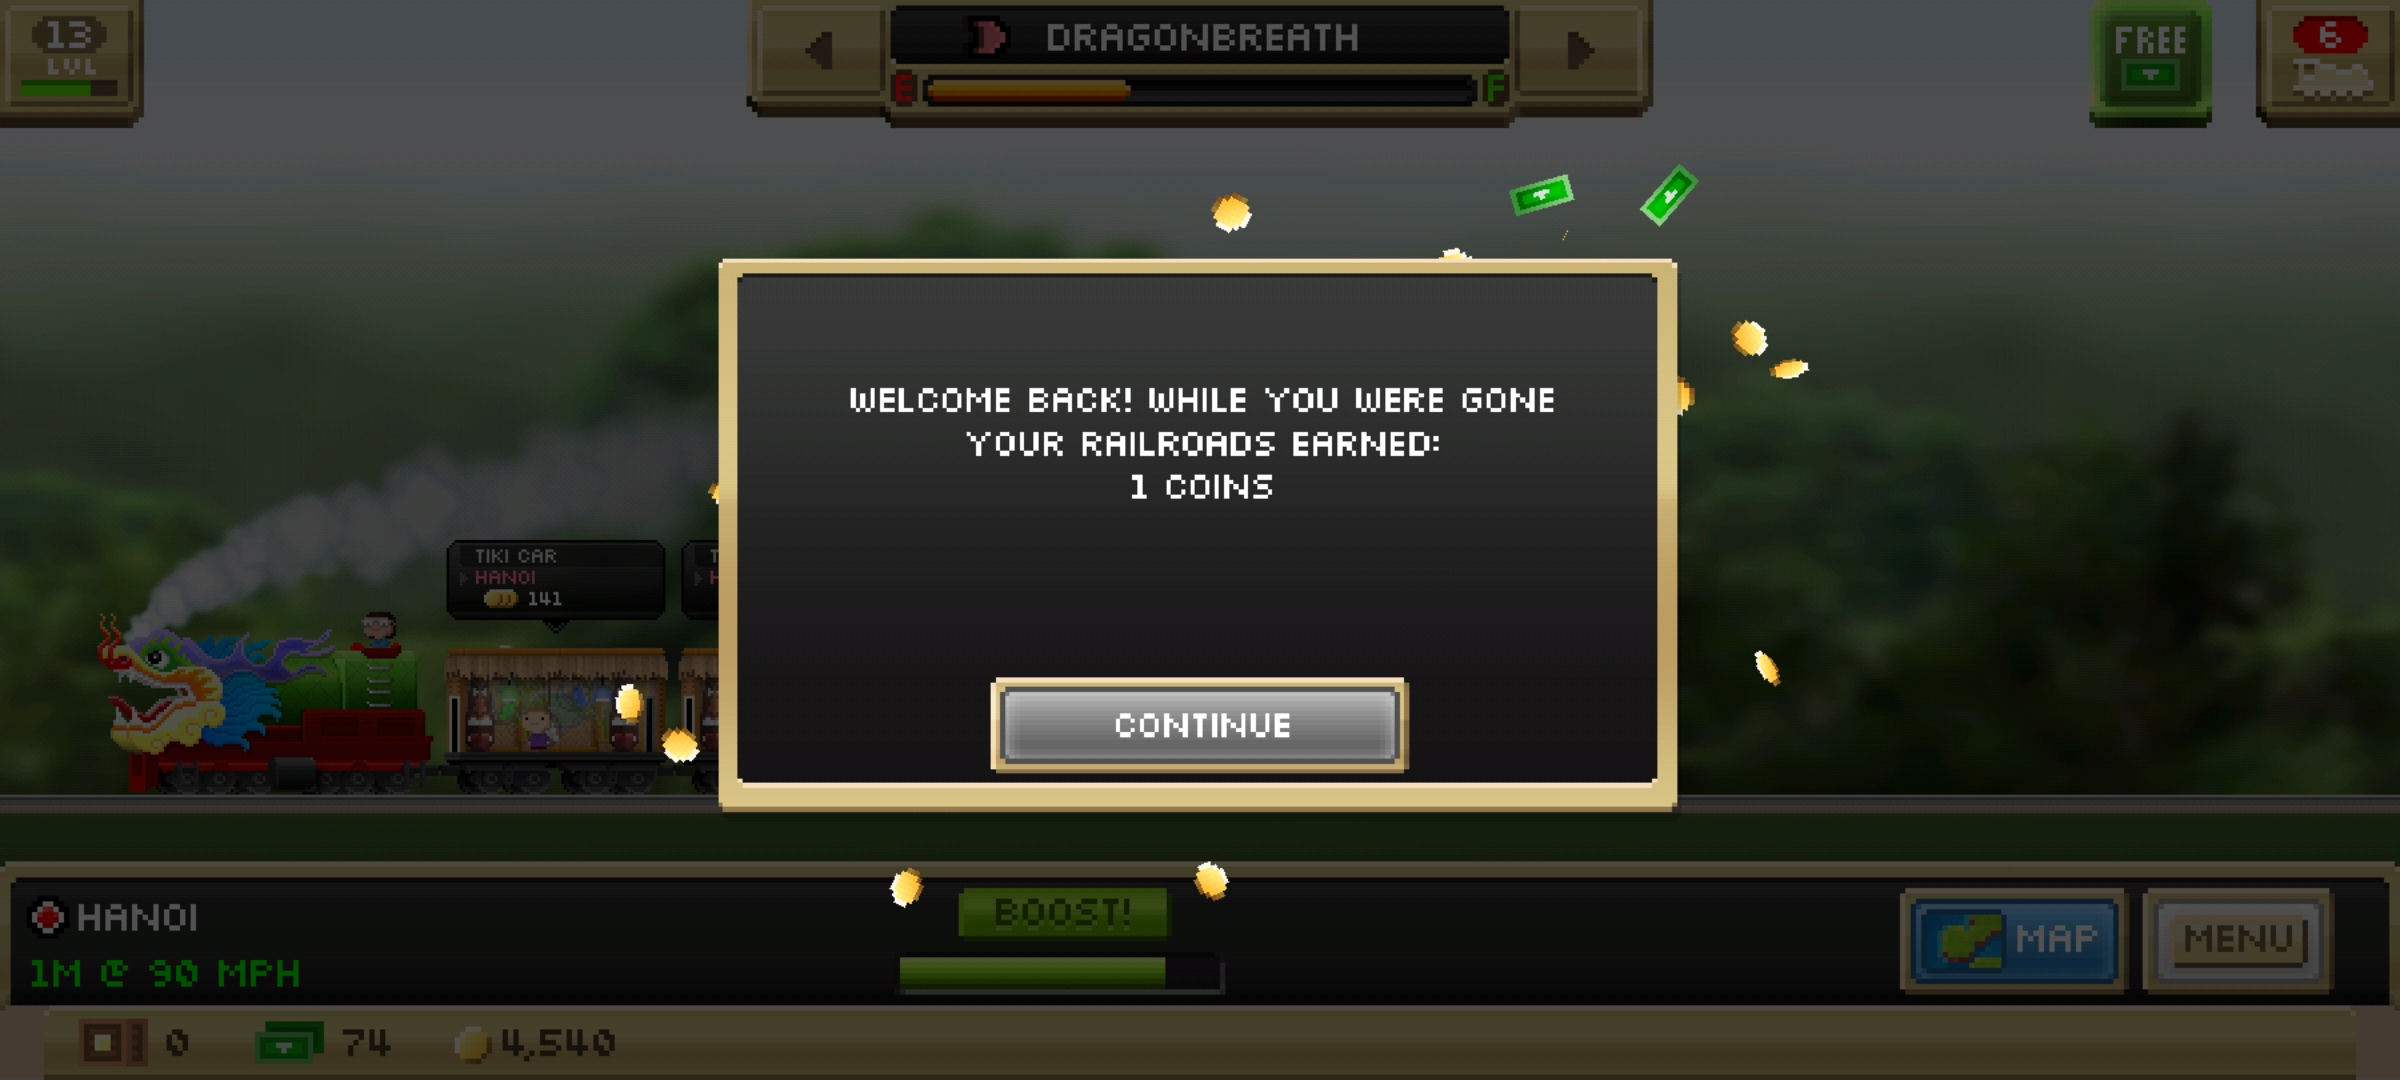 13
LVL
DRAGONBREATH
E
F
FREE
6
WELCOME BACK! WHILE YOU WERE GONE
YOUR RAILROADS EARNED:
1 COINS
TIKI CAR
HANOI
141
T
H
CONTINUE
HANOI
1M @ 90 MPH
BOOST!
MAP
MENU
0
74
4,540